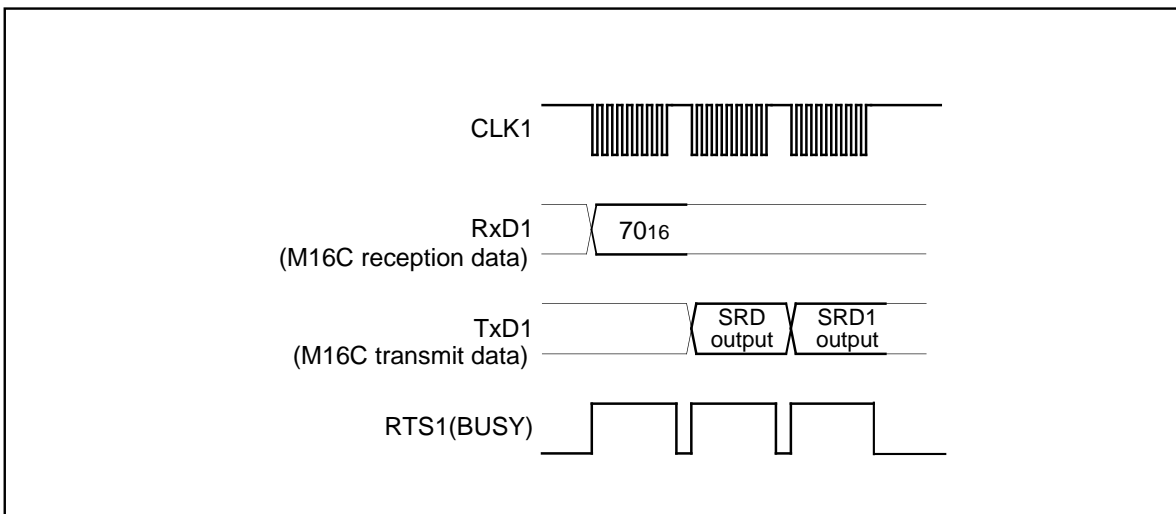 CLK1
RxD1
(M16C reception data)
7016
TxD1
(M16C transmit data)
SRD
output
SRD1
output
RTS1(BUSY)